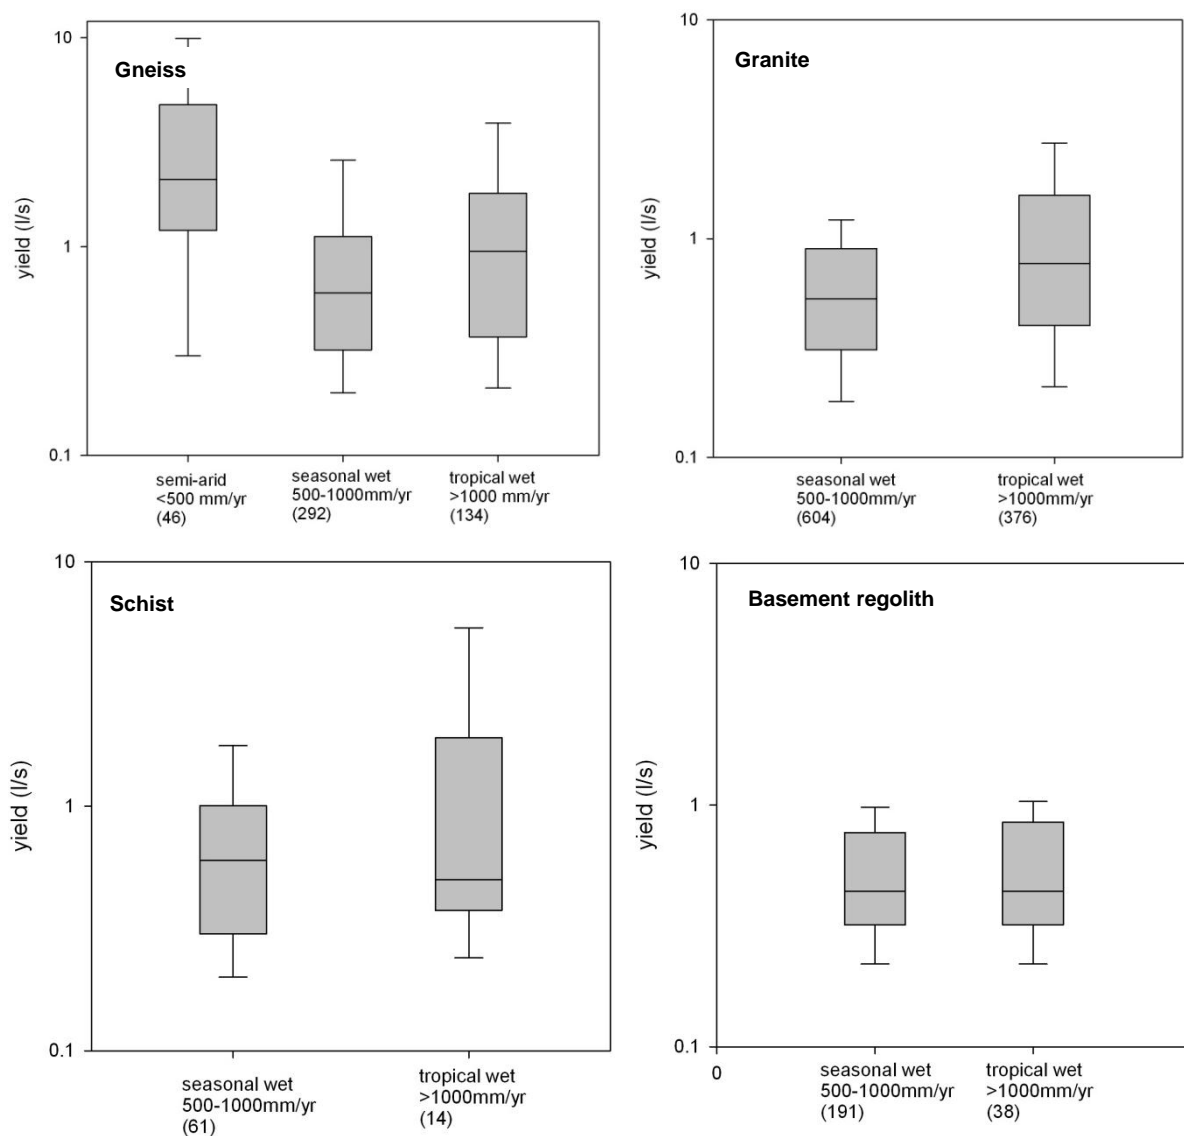 Gneiss
10
1
0.1
yield (l/s)
semi-arid
<500 mm/yr
(46)
seasonal wet
500-1000mm/yr
(292)
tropical wet
>1000 mm/yr
(134)
Granite
10
1
0.1
yield (l/s)
seasonal wet
500-1000mm/yr
(604)
tropical wet
>1000mm/yr
(376)
Schist
10
1
0.1
yield (l/s)
seasonal wet
500-1000mm/yr
(61)
tropical wet
>1000mm/yr
(14)
Basement regolith
10
1
0.1
yield (l/s)
0
seasonal wet
500-1000mm/yr
(191)
tropical wet
>1000mm/yr
(38)